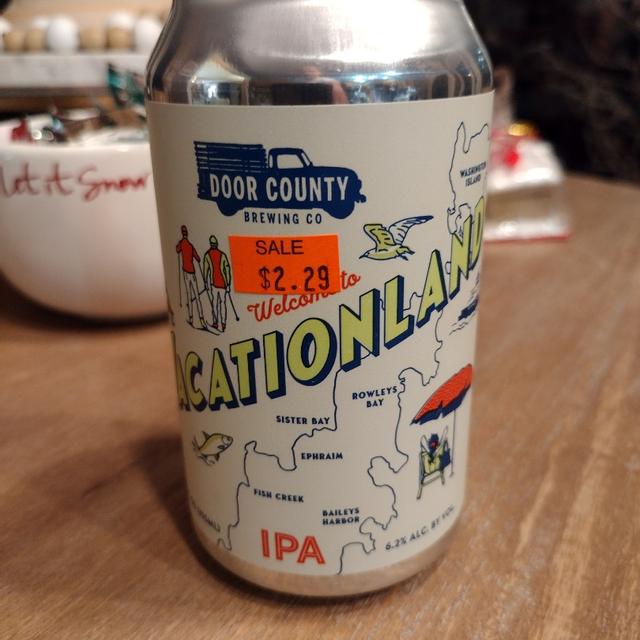 Let it Snow
WASHINGTON
ISLAND
DOOR COUNTY
BREWING CO
SALE
$2.29
Welcome to
VACATIONLAND
ROWLEYS
BAY
SISTER BAY
EPHRAIM
FISH CREEK
BAILEYS
HARBOR
IPA
6.2% ALC. BY VOL.